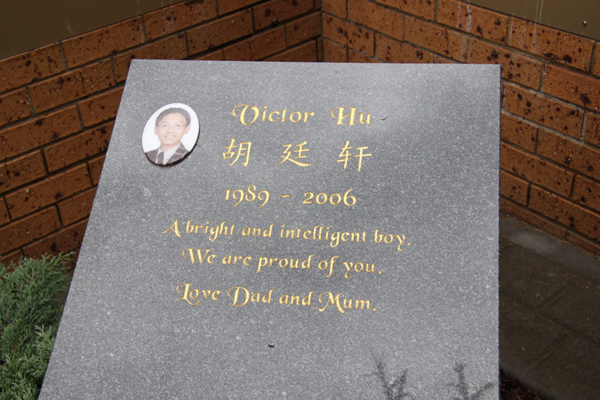 Victor Hu
胡 廷 轩
1989 - 2006
A bright and intelligent boy.
We are proud of you.
Love Dad and Mum.